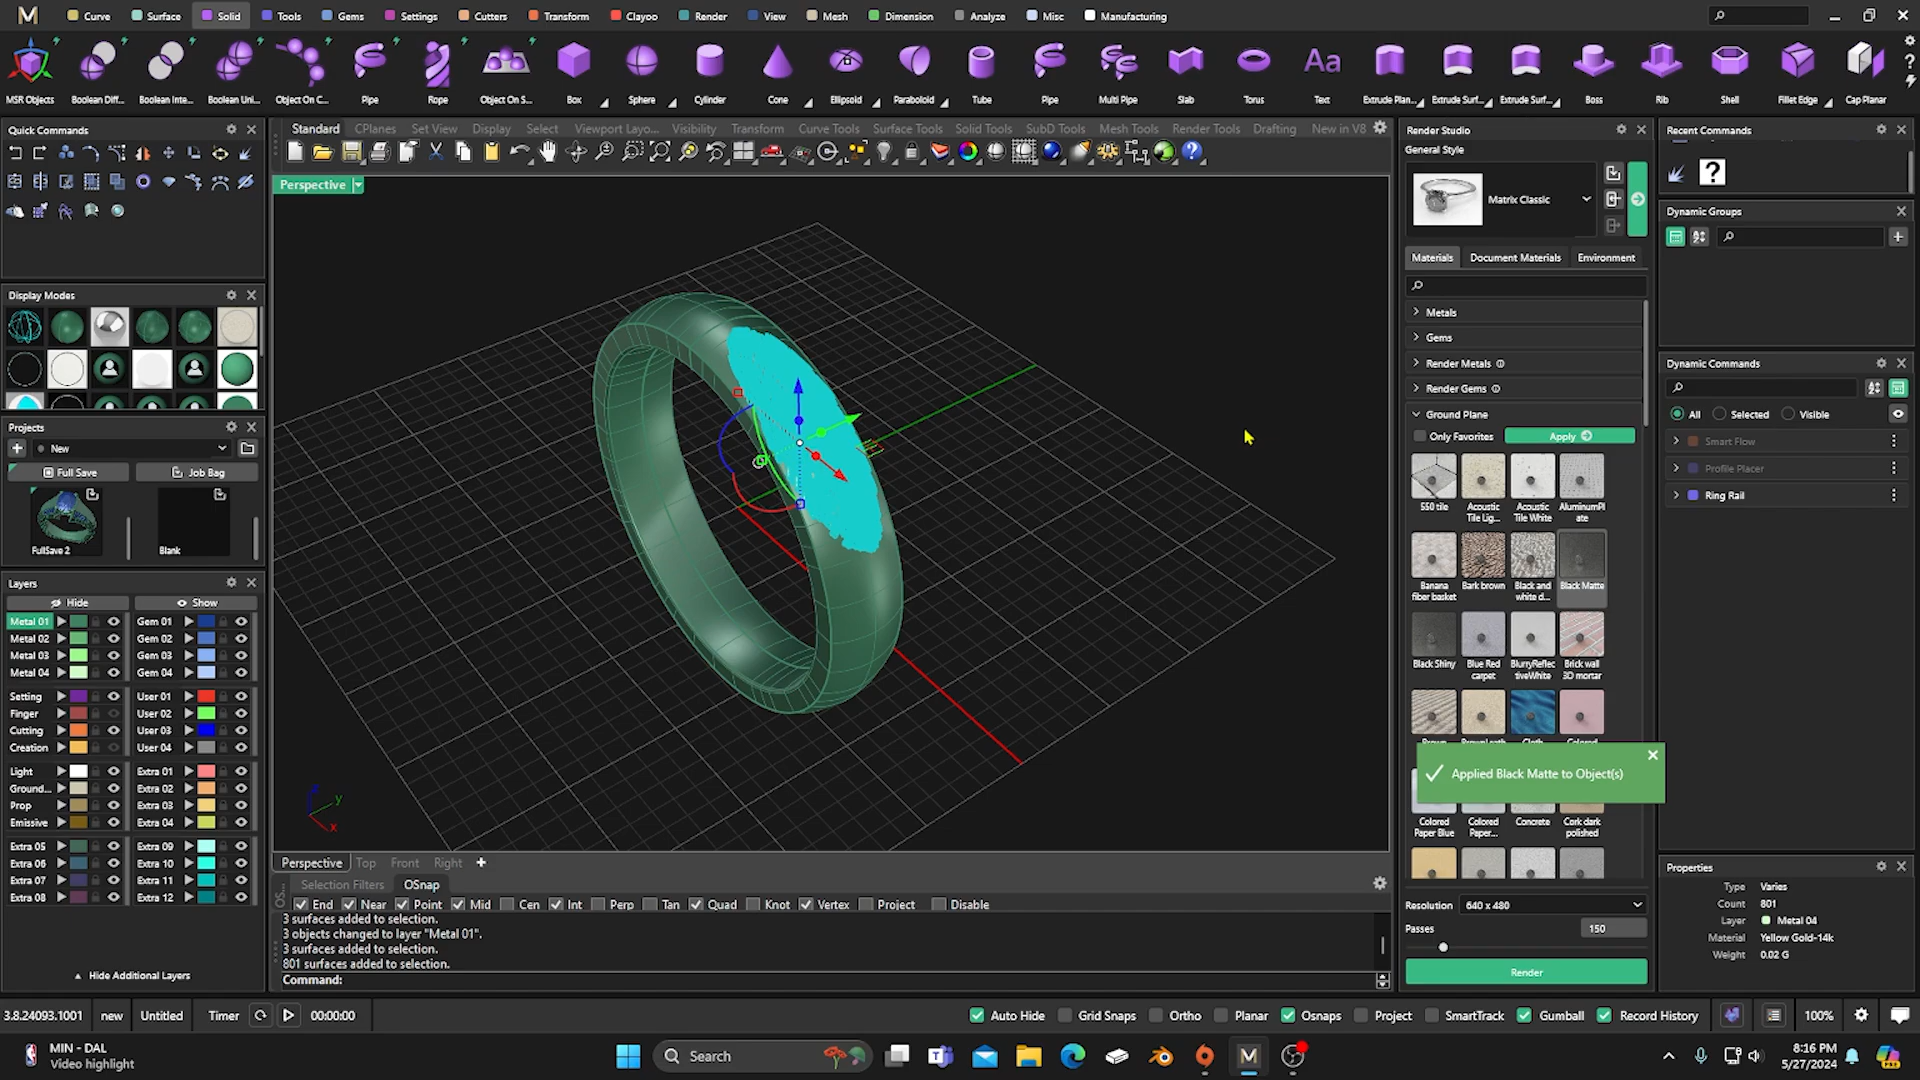 Curve Surface Solid Tools Gems Settings Cutters Transform Clayoo Render View Mesh Dimension Analyze Misc Manufacturing
MSR Objects Boolean Diff... Boolean Inte... Boolean Uni... Object On C... Pipe Rope Object On S... Box Sphere Cylinder Cone Ellipsoid Paraboloid Tube Pipe Multi Pipe Slab Torus Text Extrude Plan... Extrude Surf... Extrude Surf... Boss Rib Shell Fillet Edge Cap Planar
Aa
Quick Commands
Display Modes
Projects
New
Full Save Job Bag
FullSave 2 Blank
Layers
Hide Show
Metal 01 Gem 01
Metal 02 Gem 02
Metal 03 Gem 03
Metal 04 Gem 04
Setting User 01
Finger User 02
Cutting User 03
Creation User 04
Light Extra 01
Ground... Extra 02
Prop Extra 03
Emissive Extra 04
Extra 05 Extra 09
Extra 06 Extra 10
Extra 07 Extra 11
Extra 08 Extra 12
Hide Additional Layers
Standard CPlanes Set View Display Select Viewport Layo... Visibility Transform Curve Tools Surface Tools Solid Tools SubD Tools Mesh Tools Render Tools Drafting New in V8
Perspective
z
y
x
Perspective Top Front Right
Selection Filters OSnap
End Near Point Mid Cen Int Perp Tan Quad Knot Vertex Project Disable
3 surfaces added to selection.
3 objects changed to layer "Metal 01".
3 surfaces added to selection.
801 surfaces added to selection.
Command:
Render Studio
General Style
Matrix Classic
Materials Document Materials Environment
Metals
Gems
Render Metals
Render Gems
Ground Plane
Only Favorites Apply
550 tile Acoustic Tile Lig... Acoustic Tile White AluminumPlate
Banana fiber basket Bark brown Black and white d... Black Matte
Black Shiny Blue Red carpet BlurryReflectiveWhite Brick wall 3D mortar
Applied Black Matte to Object(s)
Colored Paper Blue Colored Paper... Concrete Cork dark polished
Resolution 640 x 480
Passes 150
Render
Recent Commands
?
Dynamic Groups
Dynamic Commands
All Selected Visible
Smart Flow
Profile Placer
Ring Rail
Properties
Type Varies
Count 801
Layer Metal 04
Material Yellow Gold-14k
Weight 0.02 G
3.8.24093.1001 new Untitled Timer 00:00:00 Auto Hide Grid Snaps Ortho Planar Osnaps Project SmartTrack Gumball Record History 100%
MIN - DAL
Video highlight
Search
8:16 PM
5/27/2024